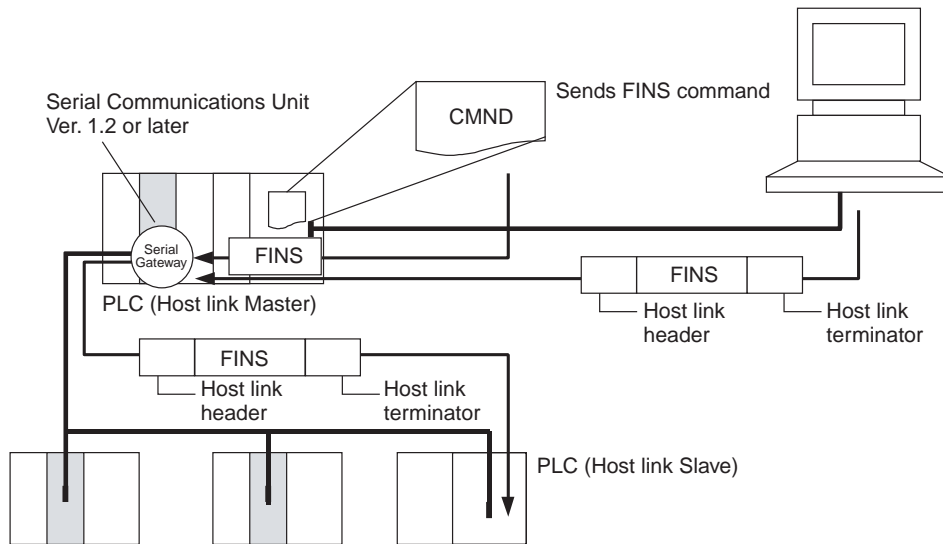 Sends FINS command
CMND
Serial Communications Unit
Ver. 1.2 or later
Serial
Gateway
FINS
FINS
PLC (Host link Master)
Host link
header
Host link
terminator
FINS
Host link
header
Host link
terminator
PLC (Host link Slave)